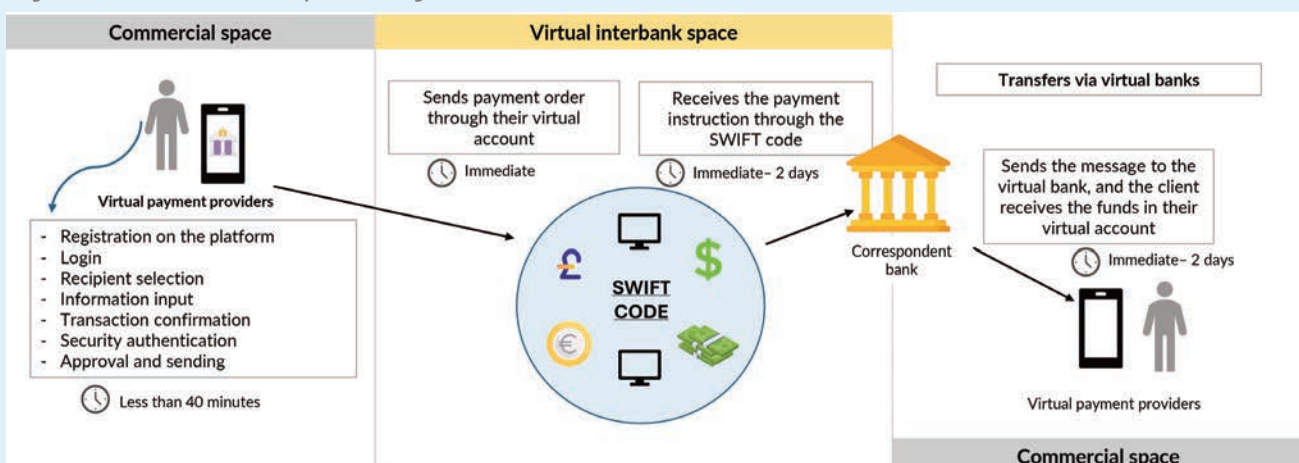 Commercial space
Virtual interbank space
Transfers via virtual banks
Virtual payment providers
- Registration on the platform
- Login
- Recipient selection
- Information input
- Transaction confirmation
- Security authentication
- Approval and sending
Less than 40 minutes
Sends payment order
through their virtual
account
Immediate
Receives the payment
instruction through the
SWIFT code
Immediate– 2 days
£
$
SWIFT
CODE
€
Correspondent
bank
Sends the message to the
virtual bank, and the client
receives the funds in their
virtual account
Immediate– 2 days
Virtual payment providers
Commercial space